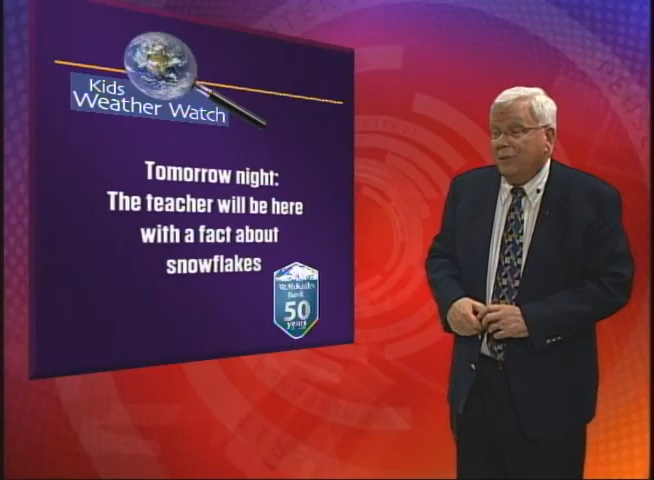 Kids
Weather Watch
Tomorrow night:
The teacher will be here
with a fact about
snowflakes
Mt.McKinley
Bank
50
years